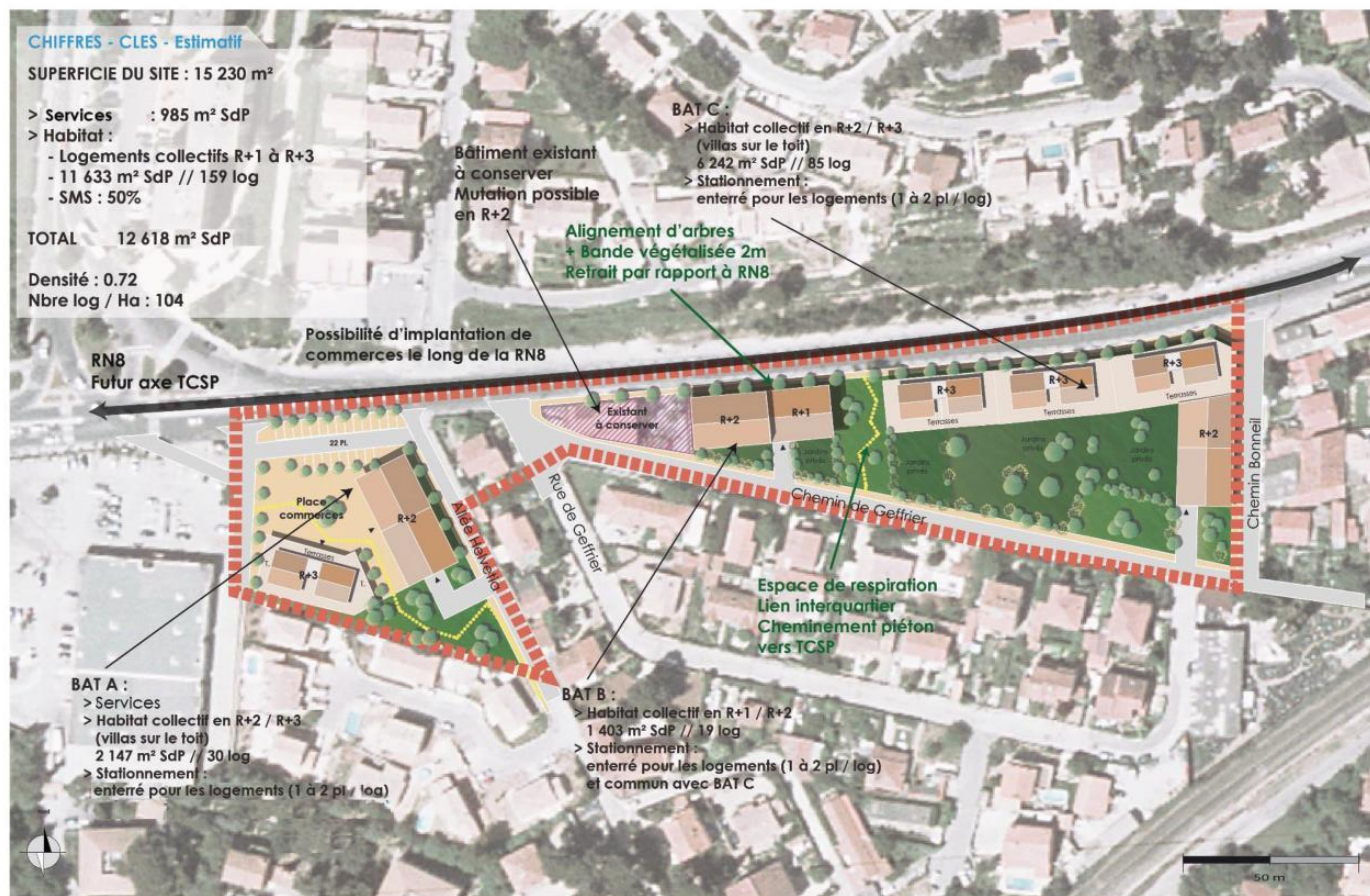 CHIFFRES - CLES - Estimatif
SUPERFICIE DU SITE : 15 230 m²
> Services : 985 m² SdP
> Habitat :
- Logements collectifs R+1 à R+3
- 11 633 m² SdP // 159 log
- SMS : 50%
TOTAL 12 618 m² SdP
Densité : 0.72
Nbre log / Ha : 104
BAT C :
> Habitat collectif en R+2 / R+3
(villas sur le toit)
6 242 m² SdP // 85 log
> Stationnement :
enterré pour les logements (1 à 2 pl / log)
Bâtiment existant
à conserver
Mutation possible
en R+2
Alignement d'arbres
+ Bande végétalisée 2m
Retrait par rapport à RN8
Possibilité d'implantation de
commerces le long de la RN8
RN8
Futur axe TCSP
R+3
R+3
R+3
Terrasses
Terrasses
Terrasses
Existant
à conserver
R+2
R+1
R+2
22 Pl.
Jardins
privés
Jardins
privés
Jardins
privés
Jardins
privés
Chemin Bonneil
Place
commerces
R+2
Allée Helvetia
Rue de Geffrier
Chemin de Geffrier
Terrasses
T.
R+3
T.
Espace de respiration
Lien interquartier
Cheminement piéton
vers TCSP
BAT A :
> Services
> Habitat collectif en R+2 / R+3
(villas sur le toit)
2 147 m² SdP // 30 log
> Stationnement :
enterré pour les logements (1 à 2 pl / log)
BAT B :
> Habitat collectif en R+1 / R+2
1 403 m² SdP // 19 log
> Stationnement :
enterré pour les logements (1 à 2 pl / log)
et commun avec BAT C
50 m